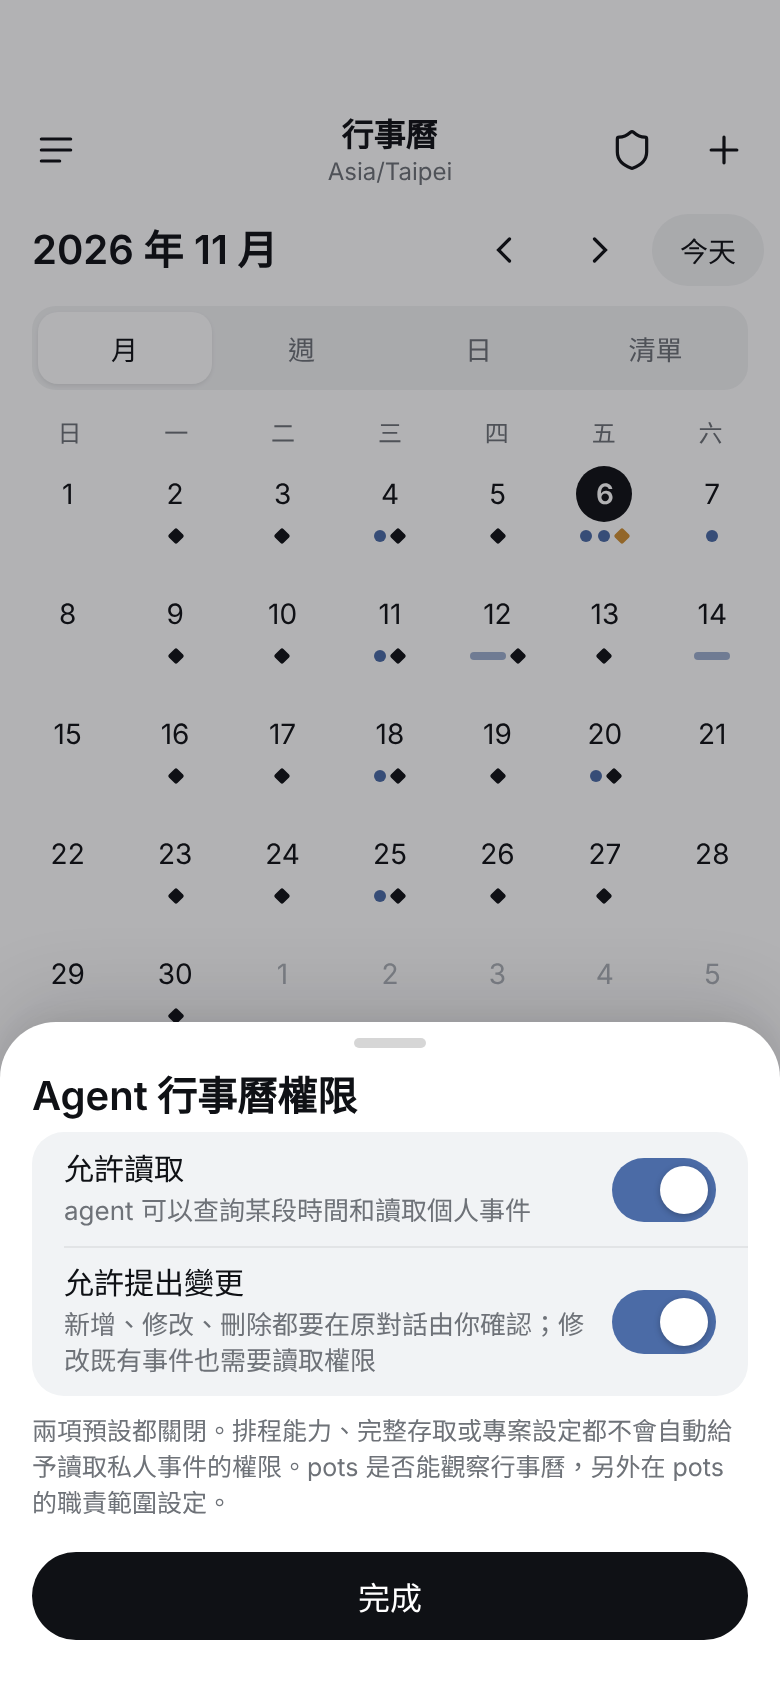 行事曆
Asia/Taipei
2026 年 11 月
今天
月 週 日 清單
日 一 二 三 四 五 六
1 2 3 4 5 6 7
8 9 10 11 12 13 14
15 16 17 18 19 20 21
22 23 24 25 26 27 28
29 30 1 2 3 4 5
Agent 行事曆權限
允許讀取
agent 可以查詢某段時間和讀取個人事件
允許提出變更
新增、修改、刪除都要在原對話由你確認；修
改既有事件也需要讀取權限
兩項預設都關閉。排程能力、完整存取或專案設定都不會自動給
予讀取私人事件的權限。pots 是否能觀察行事曆，另外在 pots
的職責範圍設定。
完成